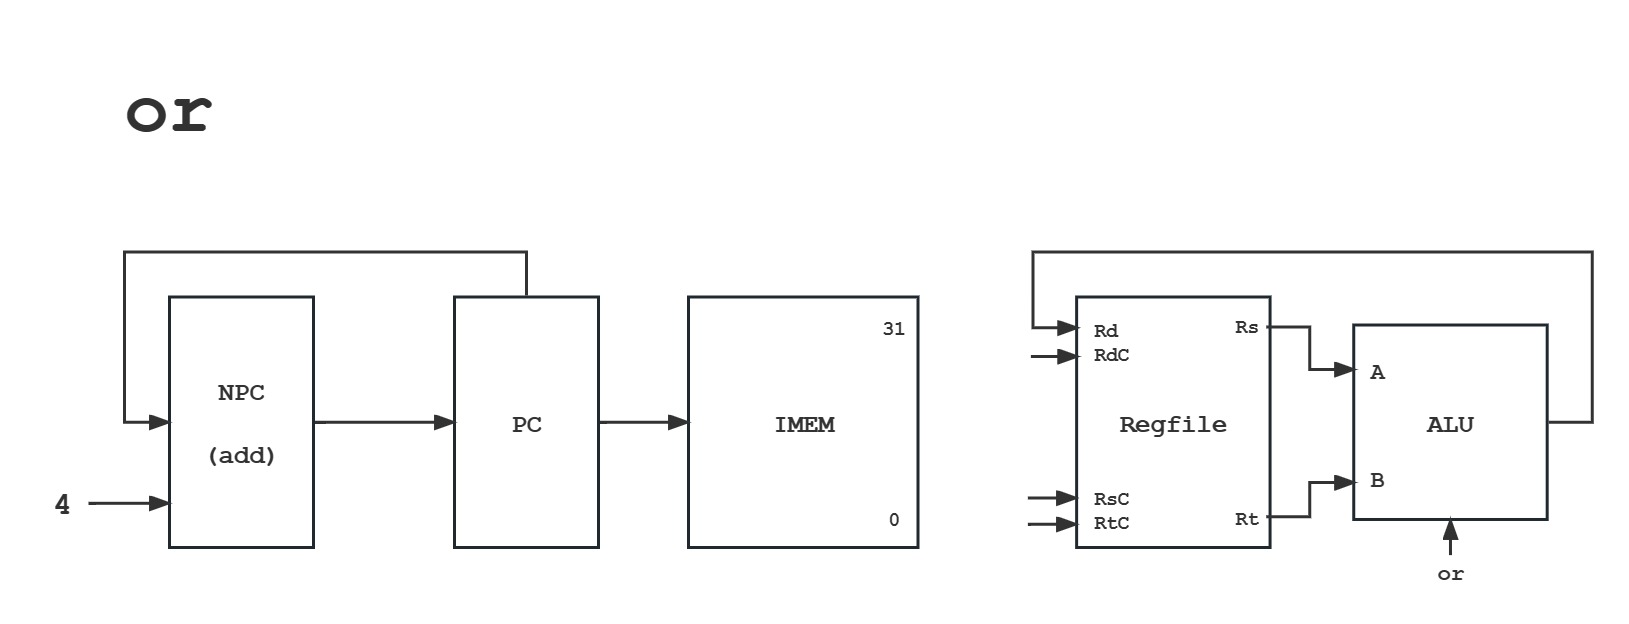 or
NPC
(add)
4
PC
IMEM
31
0
Rd
RdC
Rs
Regfile
RsC
RtC
Rt
A
ALU
B
or